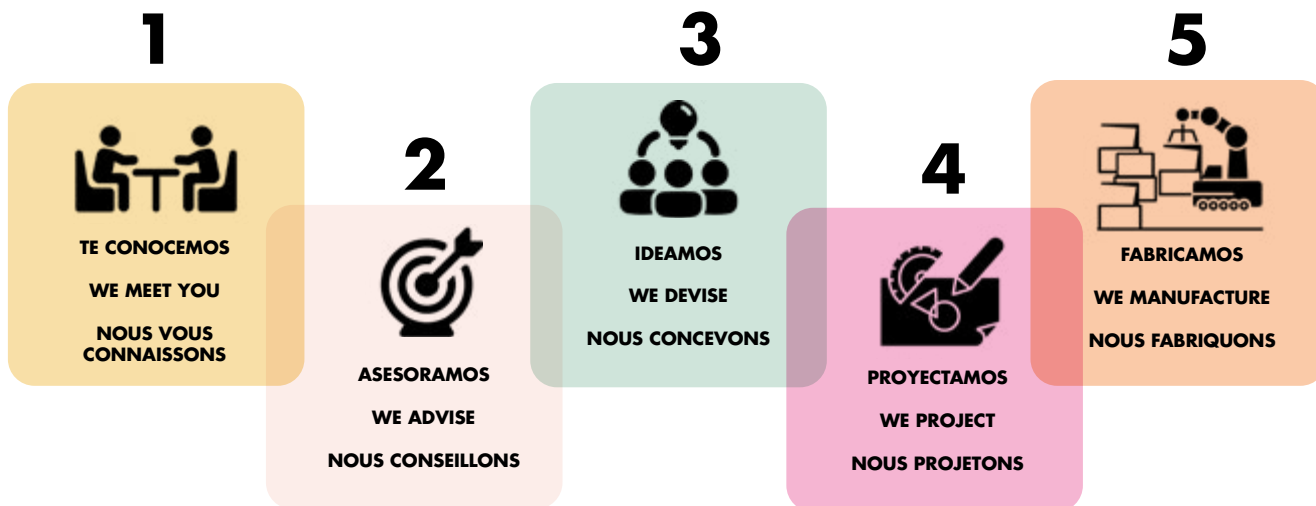 1
TE CONOCEMOS
WE MEET YOU
NOUS VOUS
CONNAISSONS
2
ASESORAMOS
WE ADVISE
NOUS CONSEILLONS
3
IDEAMOS
WE DEVISE
NOUS CONCEVONS
4
PROYECTAMOS
WE PROJECT
NOUS PROJETONS
5
FABRICAMOS
WE MANUFACTURE
NOUS FABRIQUONS